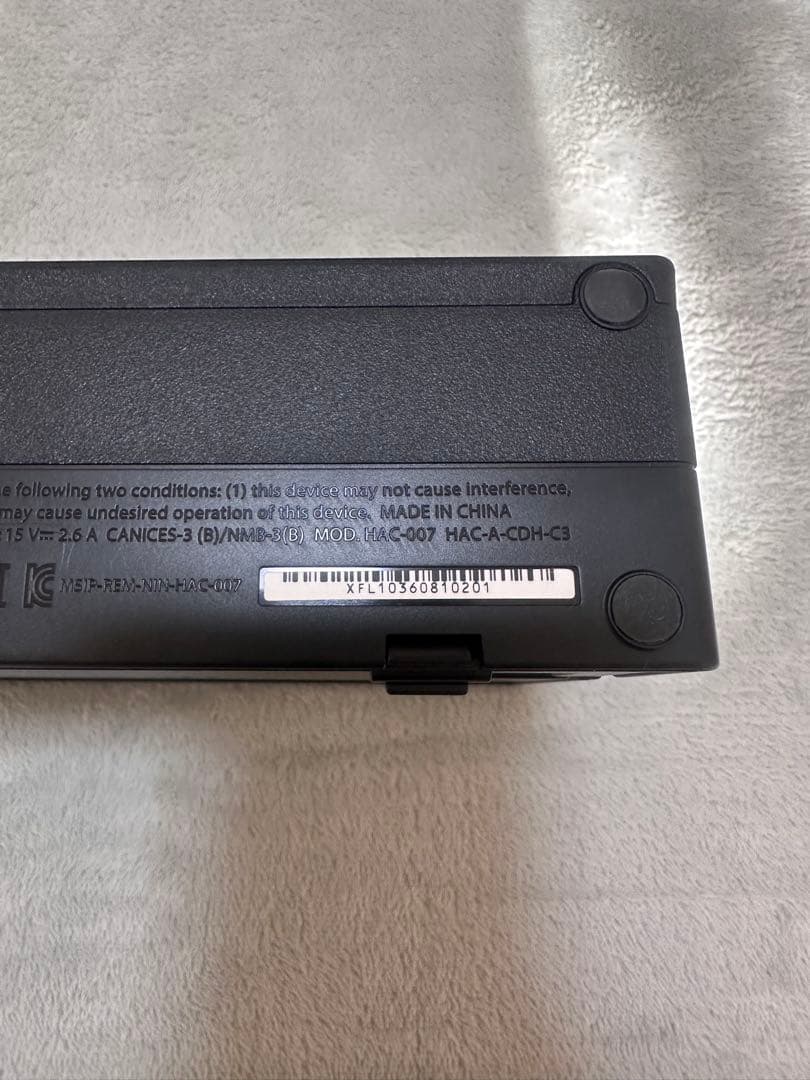 e following two conditions: (1) this device may not cause interference,
may cause undesired operation of this device. MADE IN CHINA
15 V⎓ 2.6 A CANICES-3 (B)/NMB-3(B) MOD. HAC-007 HAC-A-CDH-C3
MSIP-REM-NIN-HAC-007
XFL10360810201